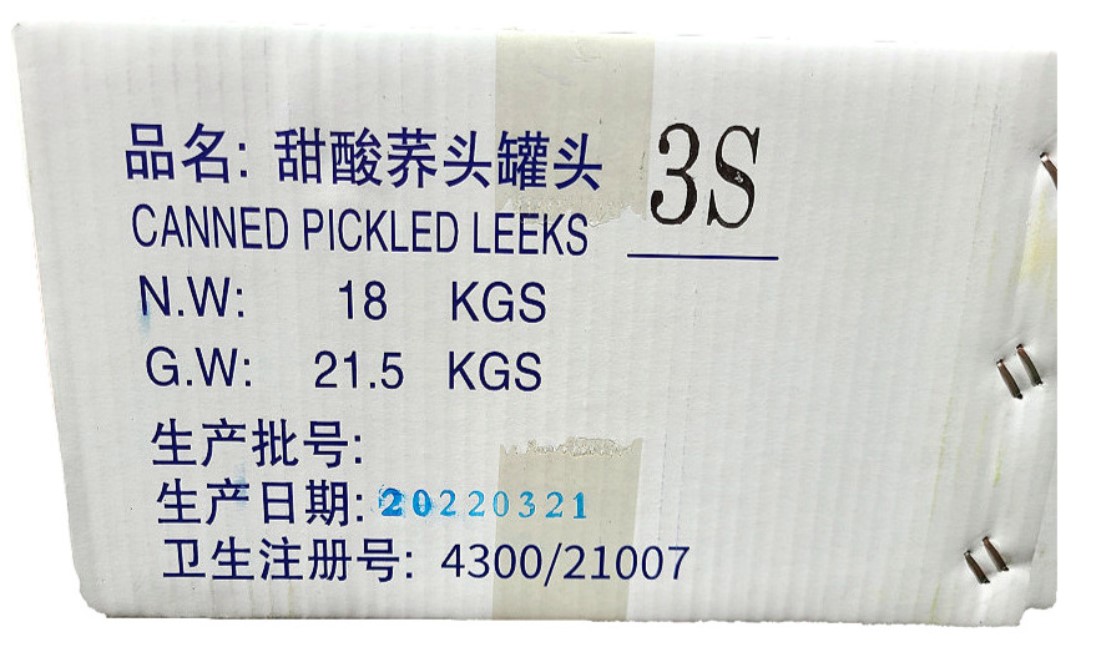 品名: 甜酸荞头罐头 3S
CANNED PICKLED LEEKS
N.W: 18 KGS
G.W: 21.5 KGS
生产批号:
生产日期: 20220321
卫生注册号: 4300/21007